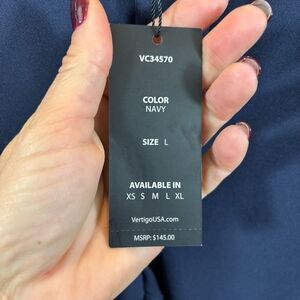 VC34570
COLOR
NAVY
SIZE L
AVAILABLE IN
XS S M L XL
VertigoUSA.com
MSRP: $145.00